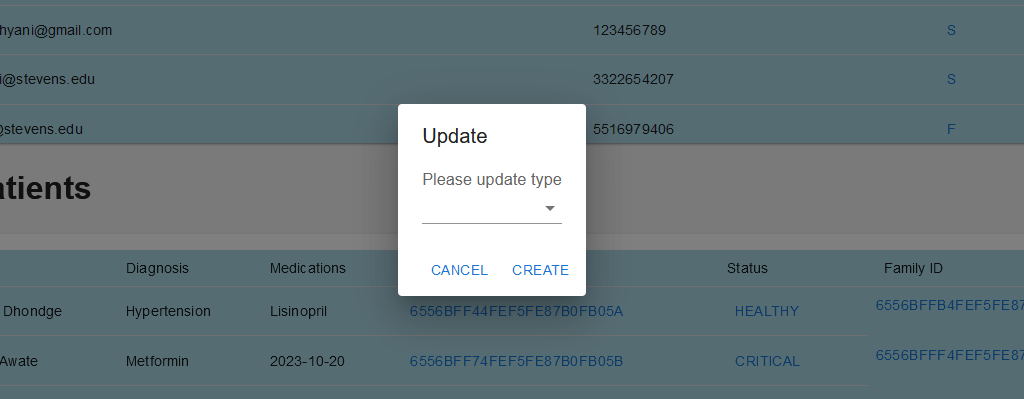 hyani@gmail.com 123456789 S
i@stevens.edu 3322654207 S
@stevens.edu 5516979406 F
Update
Please update type
CANCEL CREATE
atients
Diagnosis Medications Status Family ID
Dhondge Hypertension Lisinopril 6556BFF44FEF5FE87B0FB05A HEALTHY 6556BFFB4FEF5FE87
Awate Metformin 2023-10-20 6556BFF74FEF5FE87B0FB05B CRITICAL 6556BFFF4FEF5FE87